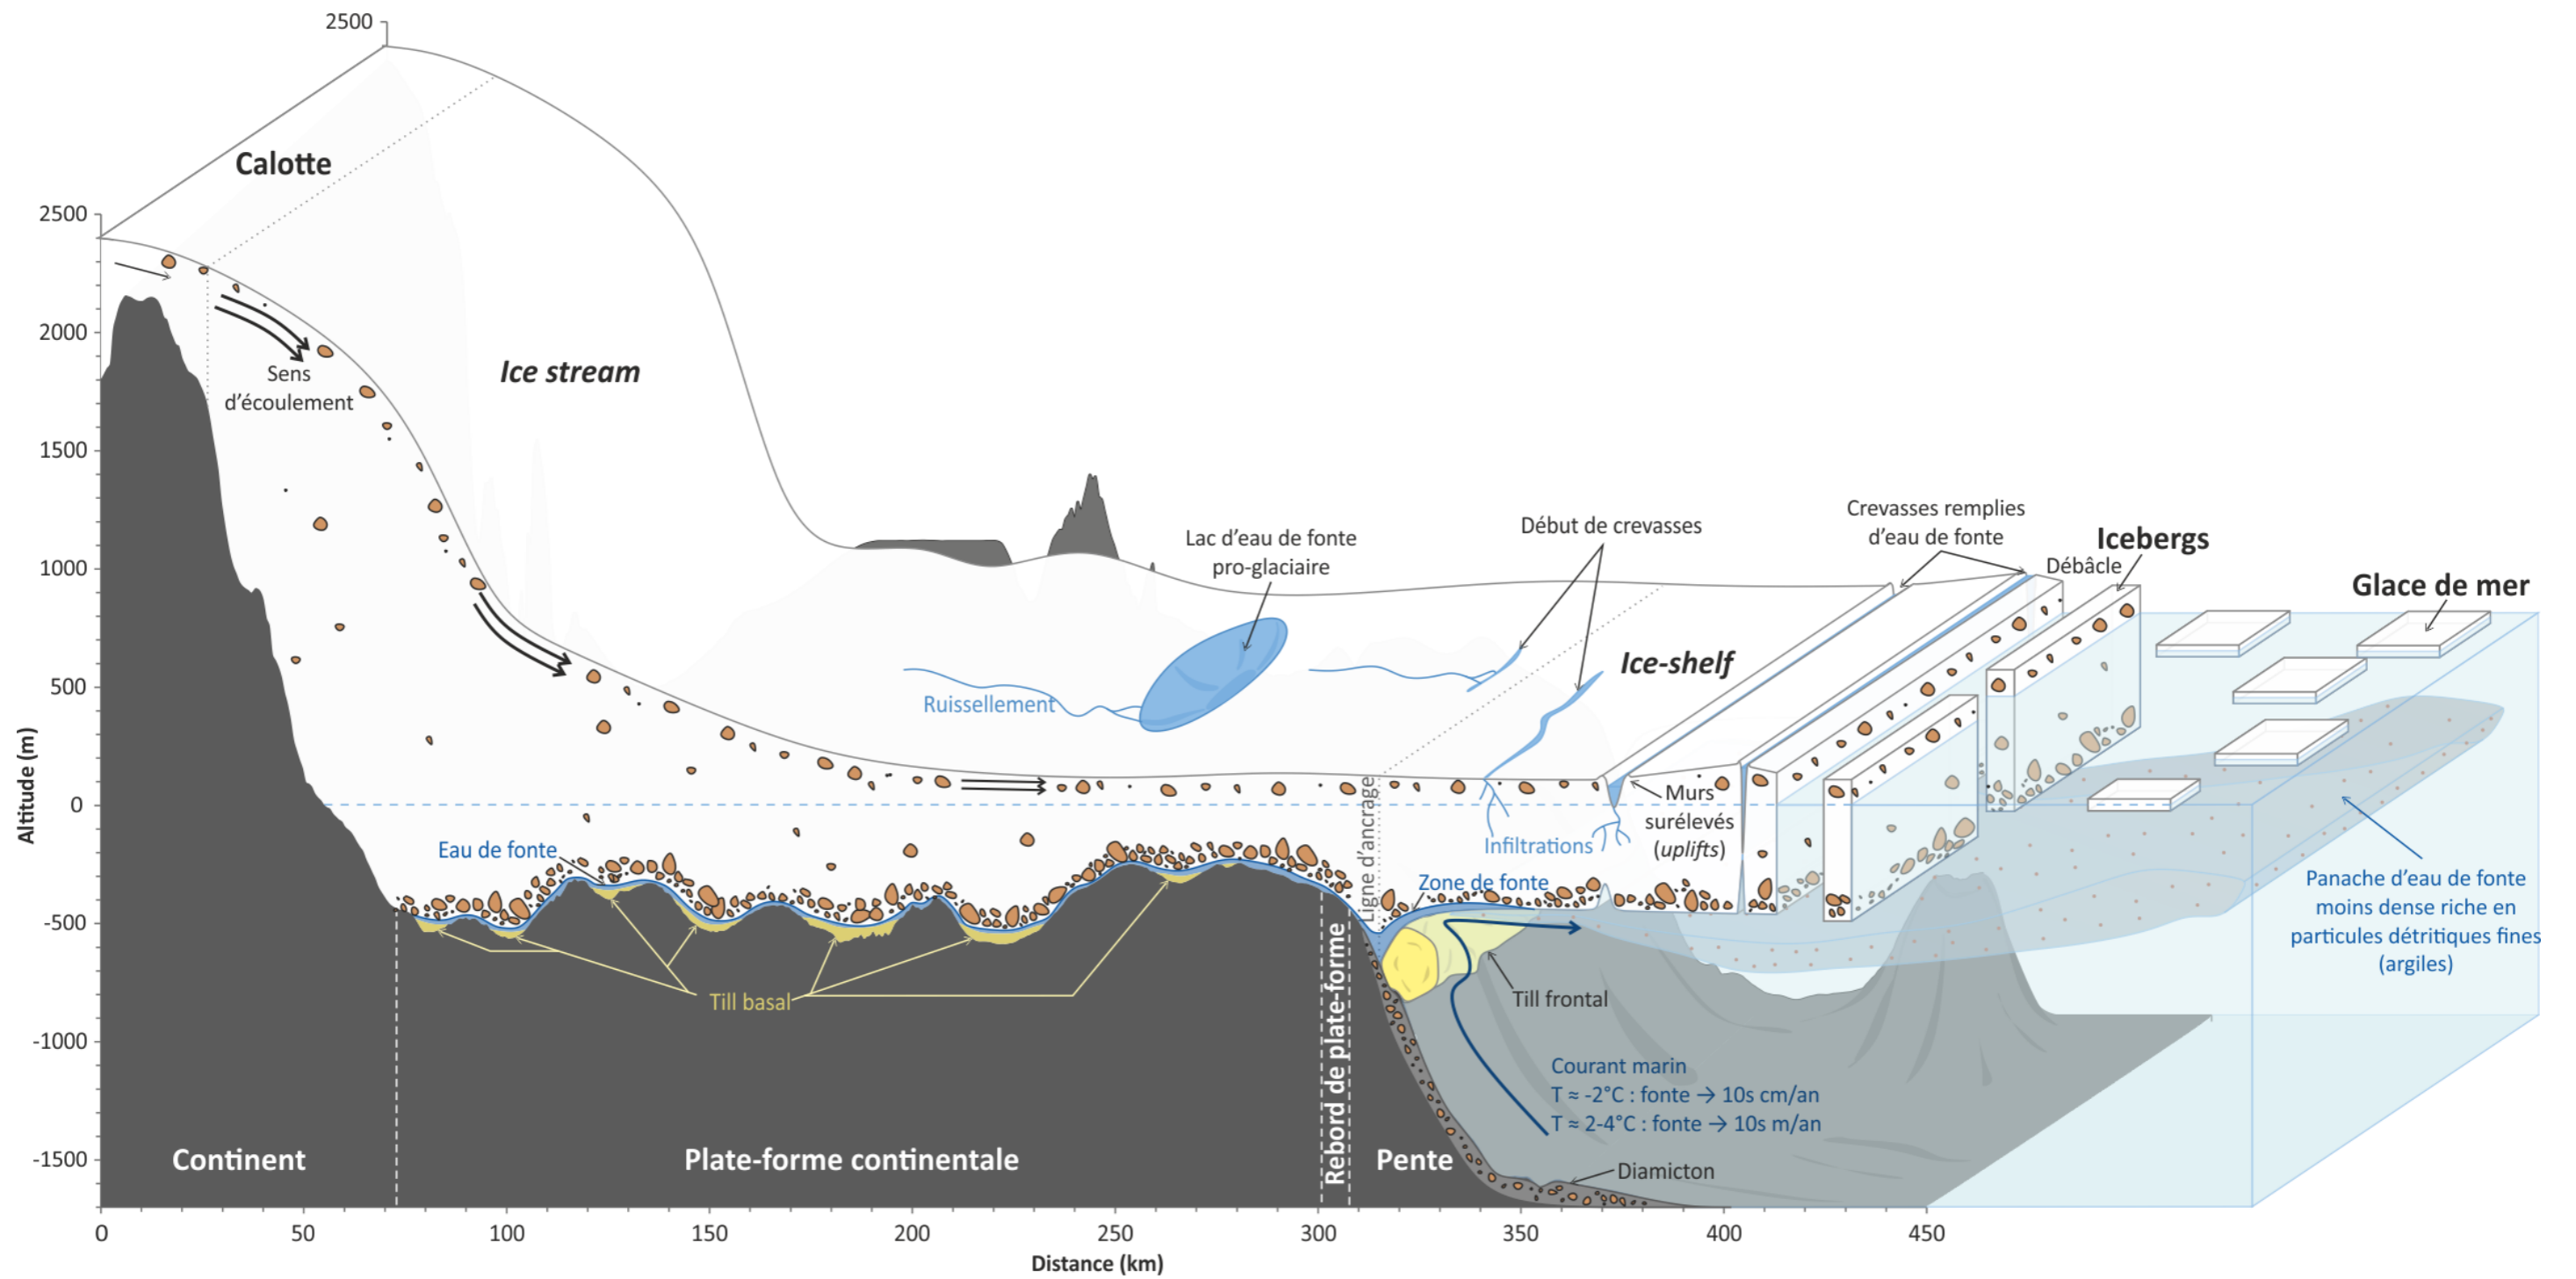 2500
Calotte
2500
2000
1500
1000
500
0
-500
-1000
-1500
Altitude (m)
Sens
d'écoulement
Ice stream
Lac d'eau de fonte
pro-glaciaire
Ruissellement
Début de crevasses
Crevasses remplies
d'eau de fonte
Débâcle
Icebergs
Glace de mer
Ice-shelf
Murs
surélevés
(uplifts)
Infiltrations
Ligne d'ancrage
Eau de fonte
Zone de fonte
Till basal
Till frontal
Panache d'eau de fonte
moins dense riche en
particules détritiques fines
(argiles)
Courant marin
T ≈ -2°C : fonte → 10s cm/an
T ≈ 2-4°C : fonte → 10s m/an
Diamicton
Continent
Plate-forme continentale
Rebord de plate-forme
Pente
0 50 100 150 200 250 300 350 400 450
Distance (km)